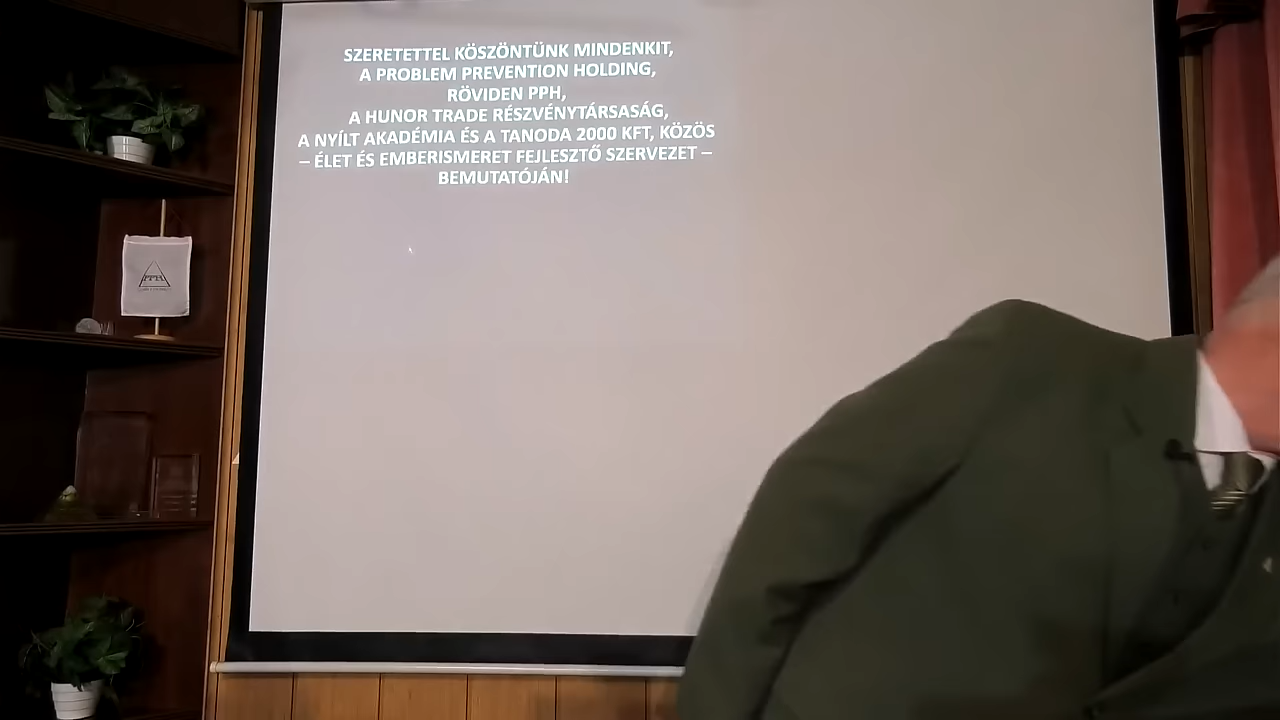 SZERETETTEL KÖSZÖNTÜNK MINDENKIT,
A PROBLEM PREVENTION HOLDING,
RÖVIDEN PPH,
A HUNOR TRADE RÉSZVÉNYTÁRSASÁG,
A NYÍLT AKADÉMIA ÉS A TANODA 2000 KFT, KÖZÖS
– ÉLET ÉS EMBERISMERET FEJLESZTŐ SZERVEZET –
BEMUTATÓJÁN!
PPH